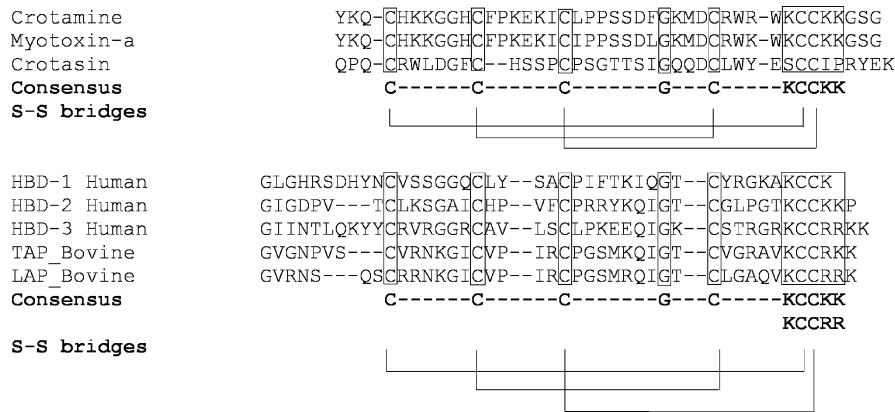 Crotamine YKQ-CHKKGGHCFPKEKICLPPSSDFGKMDCRWR-WKCCKKGSG
Myotoxin-a YKQ-CHKKGGHCFPKEKICIPPSSDLGKMDCRWR-WKCCKKGSG
Crotasin QPQ-CRWLDGFC--HSSPCPSGTTSIGQQDCLWY-ESCCIPRYEK
Consensus C------C------C-------G---C-----KCCKK
S-S bridges
HBD-1 Human GLGHRSDHYNCVSSGGQCLY--SACPIFTKIQGT--CYRGKAKCCK
HBD-2 Human GIGDPV---TCLKSGAICHP--VFCPRRYKQIGT--CGLPGTKCCKKP
HBD-3 Human GIINTLQKYYCRVRGGRCAV--LSCLPKEEQIGK--CSTRGRKCCRRKK
TAP_Bovine GVGNPVS---CVRNKGICVP--IRCPGSMKQIGT--CVGRAVKCCRKK
LAP_Bovine GVRNS---QSCRRNKGICVP--IRCPGSMRQIGT--CLGAQVKCCRRK
Consensus C------C------C-------G---C-----KCCKK
KCCRR
S-S bridges